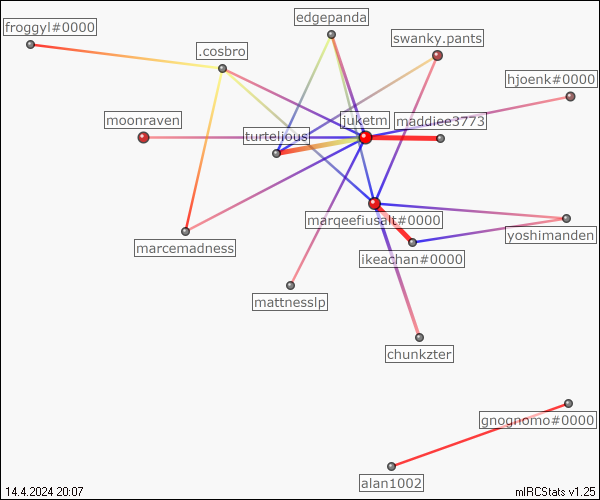 edgepanda
froggyl#0000
swanky.pants
.cosbro
hjoenk#0000
moonraven
juketm
maddiee3773
turtelious
marqeefiusalt#0000
yoshimanden
marcemadness
ikeachan#0000
mattnesslp
chunkzter
gnognomo#0000
alan1002
14.4.2024 20:07
mIRCStats v1.25